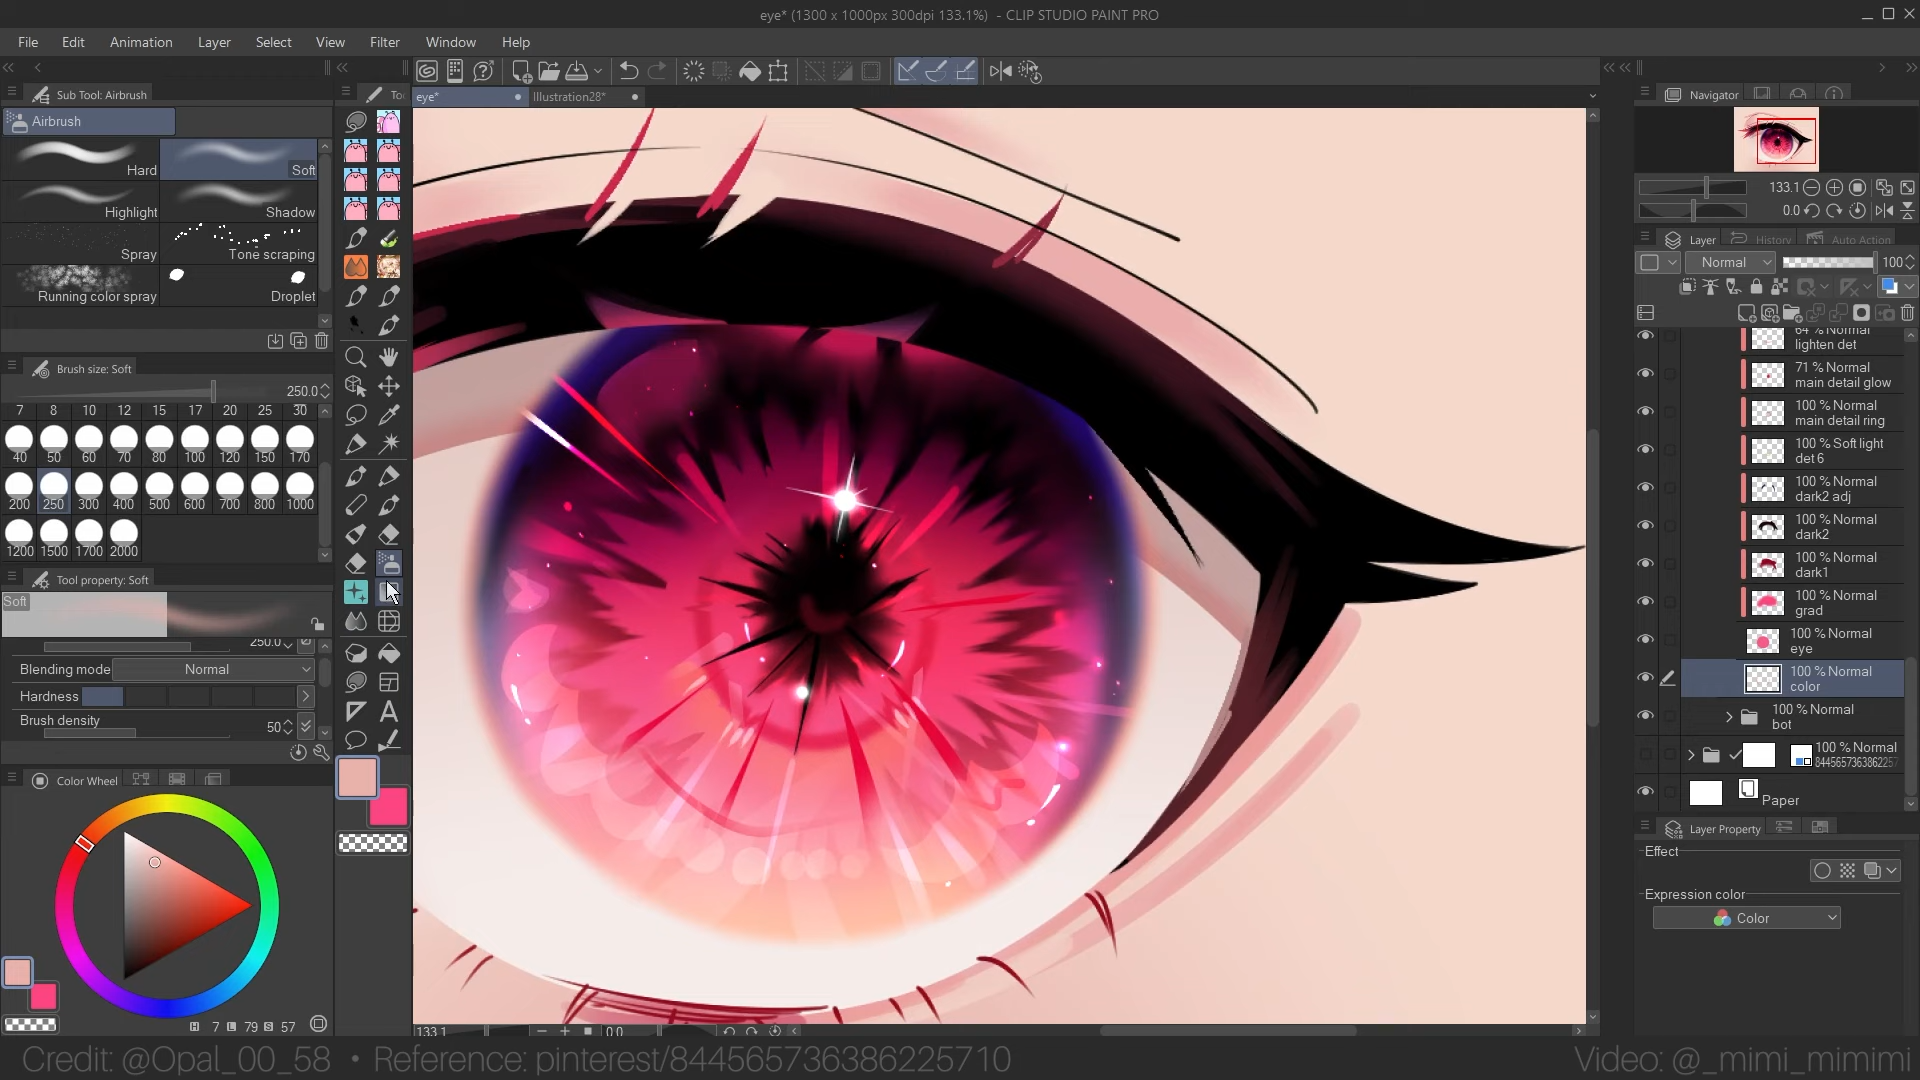 eye* (1300 x 1000px 300dpi 133.1%) - CLIP STUDIO PAINT PRO
File Edit Animation Layer Select View Filter Window Help
Sub Tool: Airbrush
Airbrush
Hard Soft
Highlight Shadow
Spray Tone scraping
Running color spray Droplet
Brush size: Soft
250.0
7 8 10 12 15 17 20 25 30
40 50 60 70 80 100 120 150 170
200 250 300 400 500 600 700 800 1000
1200 1500 1700 2000
Tool property: Soft
Soft
250.0
Blending mode Normal
Hardness
Brush density 50
Color Wheel
H 7 L 79 S 57
eye* Illustration28*
133.1 0.0
Navigator
133.1
0.0
Layer History Auto Action
Normal 100
64 % Normal
lighten det
71 % Normal
main detail glow
100 % Normal
main detail ring
100 % Soft light
det 6
100 % Normal
dark2 adj
100 % Normal
dark2
100 % Normal
dark1
100 % Normal
grad
100 % Normal
eye
100 % Normal
color
100 % Normal
bot
100 % Normal
Paper
Layer Property
Effect
Expression color
Color
Credit: @Opal_00_58 • Reference: pinterest/844565736386225710
Video: @_mimi_mimimi